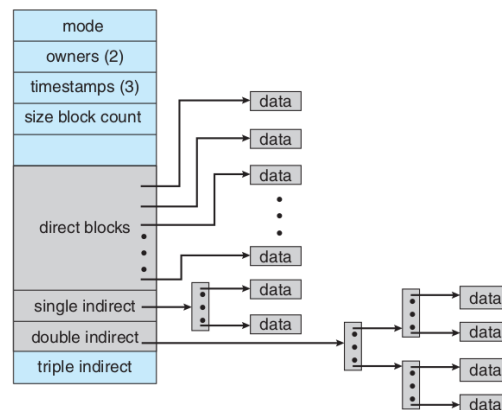 mode
owners (2)
timestamps (3)
size block count
direct blocks
single indirect
double indirect
triple indirect
data
data
data
data
data
data
data
data
data
data